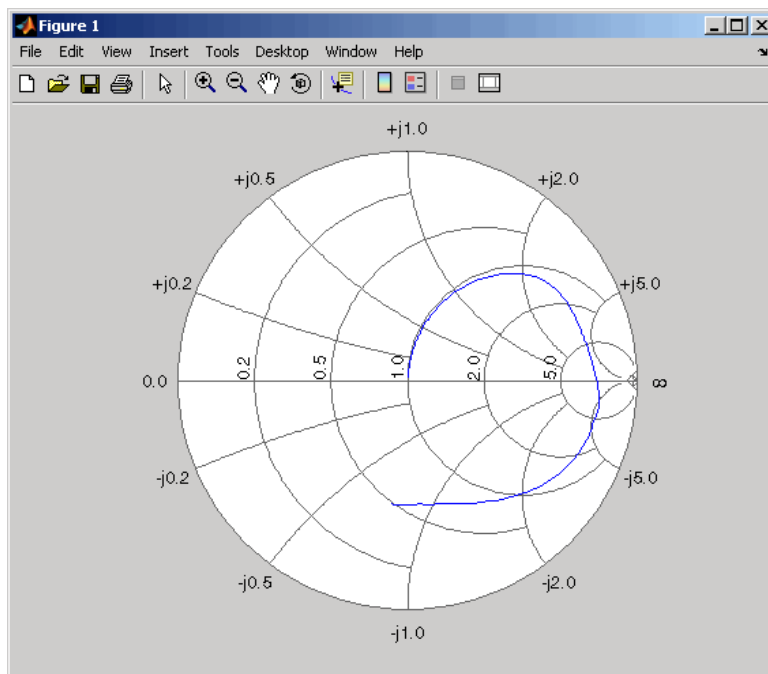 Figure 1
File Edit View Insert Tools Desktop Window Help
+j1.0
+j0.5
+j2.0
+j0.2
+j5.0
0.0
0.2
0.5
1.0
2.0
5.0
∞
-j0.2
-j5.0
-j0.5
-j2.0
-j1.0